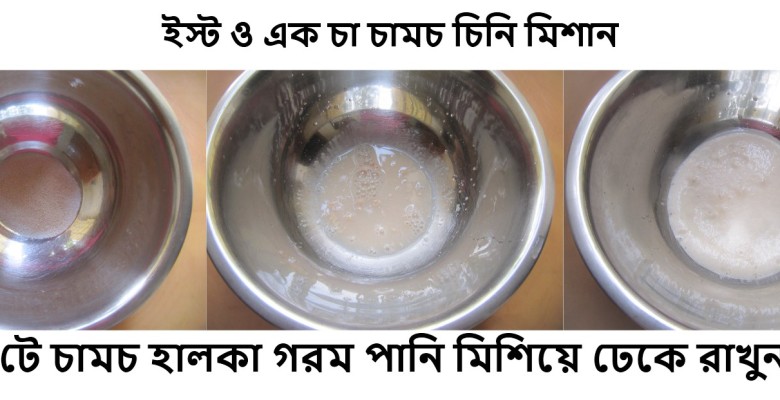 ইস্ট ও এক চা চামচ চিনি মিশান
টে চামচ হালকা গরম পানি মিশিয়ে ঢেকে রাখুন